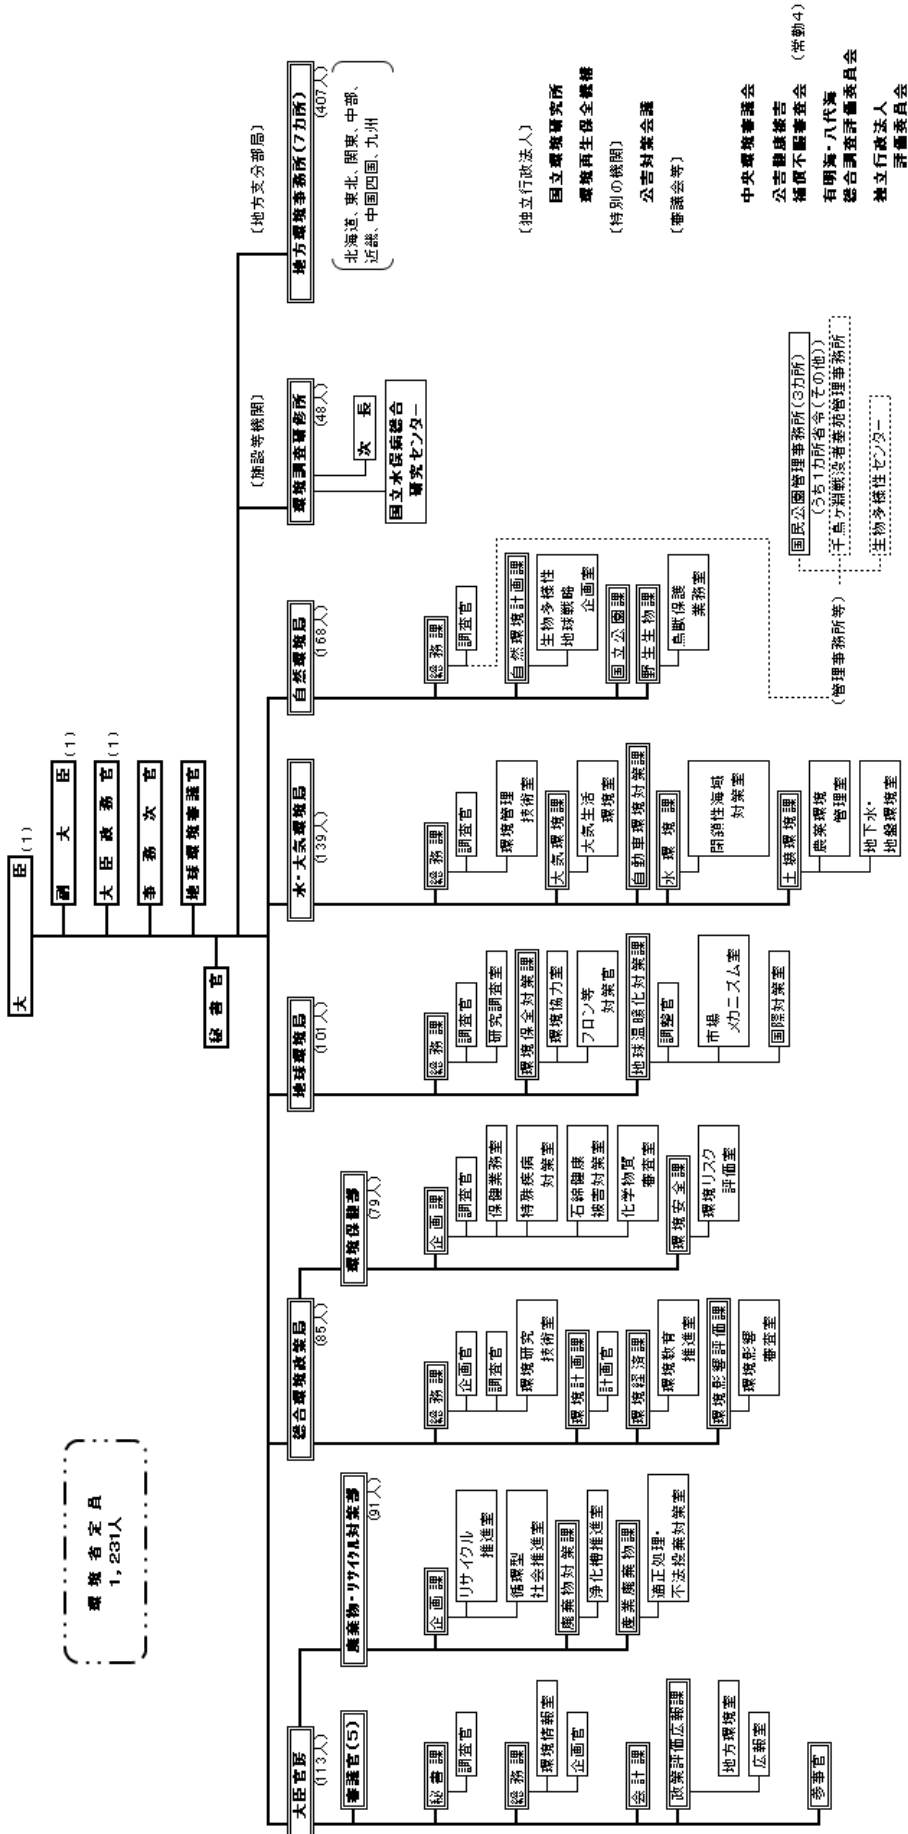 環境省定員
1,231人
大臣
(1)
副大臣
(1)
大臣政務官
(1)
事務次官
地球環境審議官
秘書官
大臣官房
(113人)
審議官(5)
秘書課
調査官
総務課
環境情報室
企画官
会計課
政策評価広報課
地方環境室
広報室
参事官
廃棄物・リサイクル対策部
(91人)
企画課
リサイクル
推進室
循環型
社会推進室
廃棄物対策課
浄化槽推進室
産業廃棄物課
適正処理・
不法投棄対策室
総合環境政策局
(85人)
総務課
企画官
調査官
環境研究
技術室
環境計画課
計画官
環境経済課
環境教育
推進室
環境影響評価課
環境影響
審査室
環境保健部
(79人)
企画課
調査官
保健業務室
特殊疾病
対策室
石綿健康
被害対策室
化学物質
審査室
環境安全課
環境リスク
評価室
地球環境局
(101人)
総務課
調査官
研究調査室
環境保全対策課
環境協力室
フロン等
対策官
地球温暖化対策課
調整官
市場
メカニズム室
国際対策室
水・大気環境局
(139人)
総務課
調査官
環境管理
技術室
大気環境課
大気生活
環境室
自動車環境対策課
水環境課
閉鎖性海域
対策室
土壌環境課
農薬環境
管理室
地下水・
地盤環境室
自然環境局
(168人)
総務課
調査官
自然環境計画課
生物多様性
地球戦略
企画室
国立公園課
野生生物課
鳥獣保護
業務室
(管理事務所等)
国民公園管理事務所(3カ所)
(うち1カ所省令(その他))
千鳥ケ淵戦没者墓苑管理事務所
生物多様性センター
〔施設等機関〕
環境調査研修所
(48人)
次長
国立水俣病総合
研究センター
〔地方支分部局〕
地方環境事務所(7カ所)
(407人)
北海道、東北、関東、中部、
近畿、中国四国、九州
〔独立行政法人〕
国立環境研究所
環境再生保全機構
〔特別の機関〕
公害対策会議
〔審議会等〕
中央環境審議会
公害健康被害
補償不服審査会
(常勤4)
有明海・八代海
総合調査評価委員会
独立行政法人
評価委員会